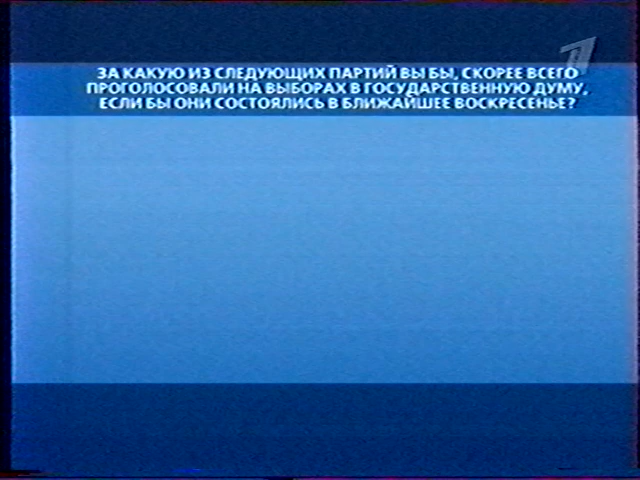 ЗА КАКУЮ ИЗ СЛЕДУЮЩИХ ПАРТИЙ ВЫ БЫ, СКОРЕЕ ВСЕГО
ПРОГОЛОСОВАЛИ НА ВЫБОРАХ В ГОСУДАРСТВЕННУЮ ДУМУ,
ЕСЛИ БЫ ОНИ СОСТОЯЛИСЬ В БЛИЖАЙШЕЕ ВОСКРЕСЕНЬЕ?